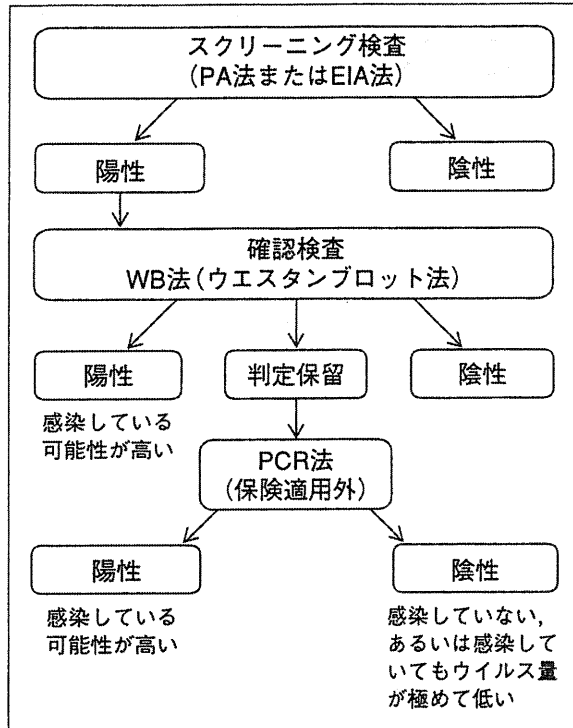 スクリーニング検査
(PA法またはEIA法)
陽性
陰性
確認検査
WB法(ウエスタンブロット法)
陽性
判定保留
陰性
感染している
可能性が高い
PCR法
(保険適用外)
陽性
陰性
感染している
可能性が高い
感染していない,
あるいは感染して
いてもウイルス量
が極めて低い